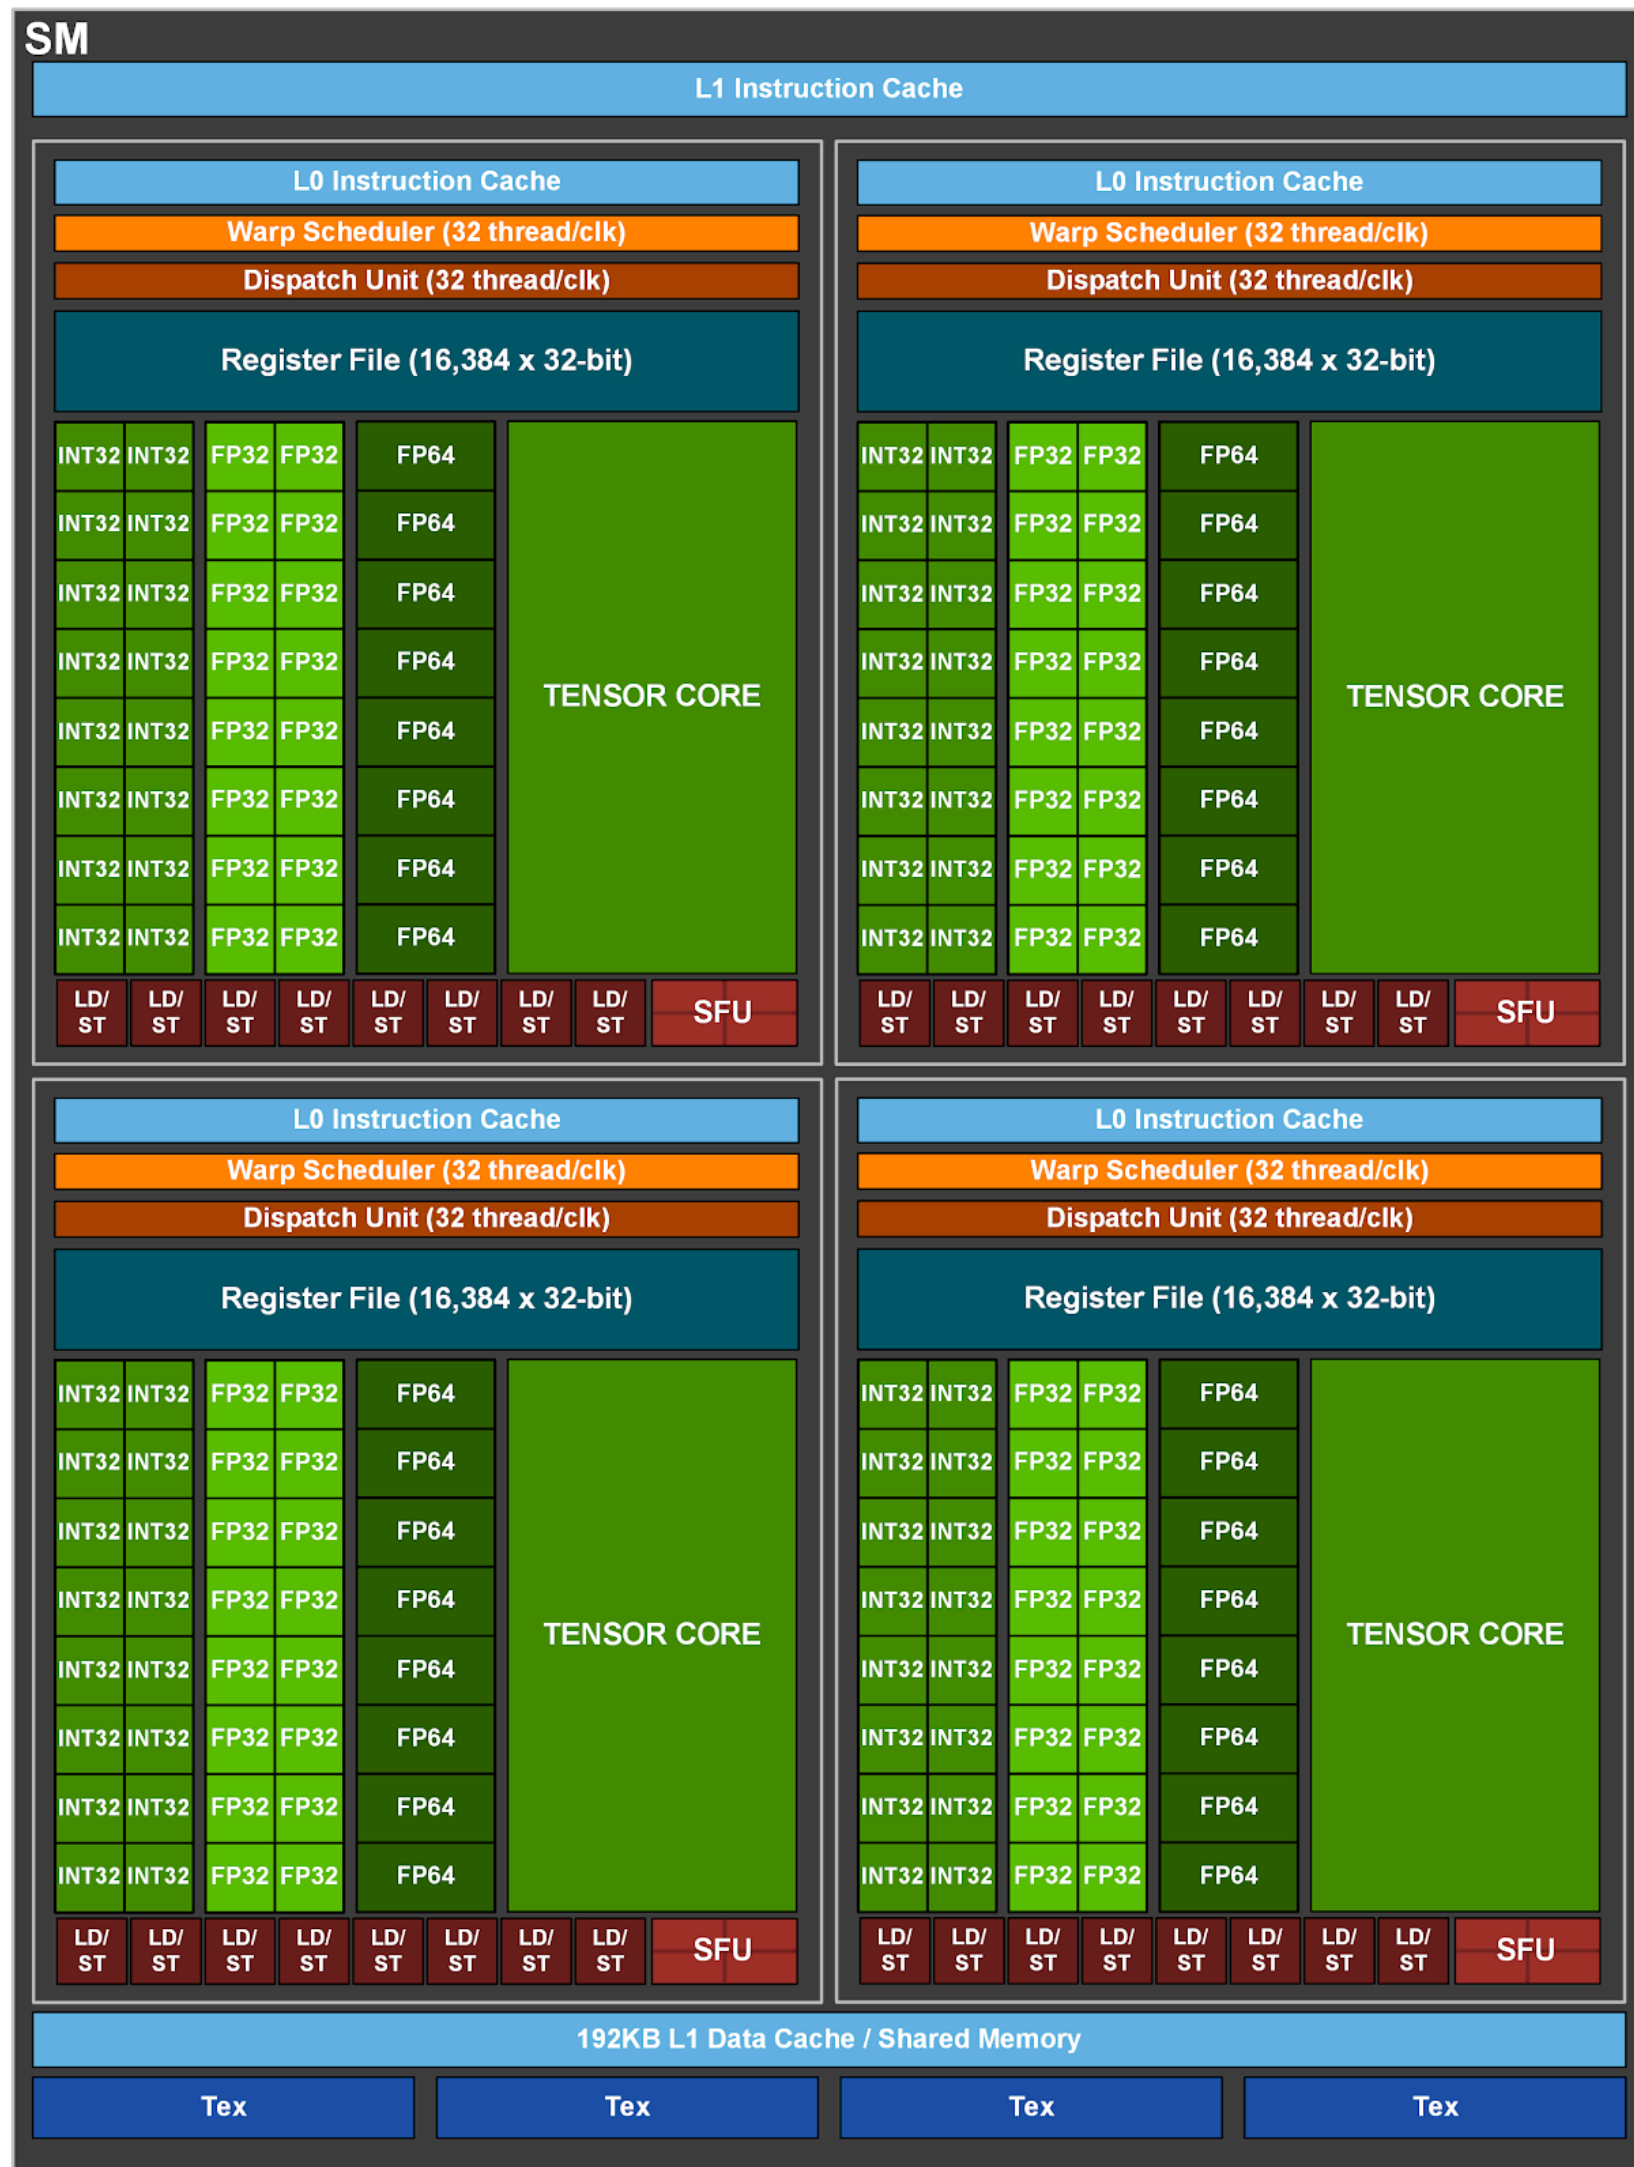 SM
L1 Instruction Cache
L0 Instruction Cache
Warp Scheduler (32 thread/clk)
Dispatch Unit (32 thread/clk)
Register File (16,384 x 32-bit)
INT32 INT32 FP32 FP32 FP64
INT32 INT32 FP32 FP32 FP64
INT32 INT32 FP32 FP32 FP64
INT32 INT32 FP32 FP32 FP64
INT32 INT32 FP32 FP32 FP64
INT32 INT32 FP32 FP32 FP64
INT32 INT32 FP32 FP32 FP64
INT32 INT32 FP32 FP32 FP64
TENSOR CORE
LD/ LD/ LD/ LD/ LD/ LD/ LD/ LD/
ST ST ST ST ST ST ST ST
SFU
L0 Instruction Cache
Warp Scheduler (32 thread/clk)
Dispatch Unit (32 thread/clk)
Register File (16,384 x 32-bit)
INT32 INT32 FP32 FP32 FP64
INT32 INT32 FP32 FP32 FP64
INT32 INT32 FP32 FP32 FP64
INT32 INT32 FP32 FP32 FP64
INT32 INT32 FP32 FP32 FP64
INT32 INT32 FP32 FP32 FP64
INT32 INT32 FP32 FP32 FP64
INT32 INT32 FP32 FP32 FP64
TENSOR CORE
LD/ LD/ LD/ LD/ LD/ LD/ LD/ LD/
ST ST ST ST ST ST ST ST
SFU
L0 Instruction Cache
Warp Scheduler (32 thread/clk)
Dispatch Unit (32 thread/clk)
Register File (16,384 x 32-bit)
INT32 INT32 FP32 FP32 FP64
INT32 INT32 FP32 FP32 FP64
INT32 INT32 FP32 FP32 FP64
INT32 INT32 FP32 FP32 FP64
INT32 INT32 FP32 FP32 FP64
INT32 INT32 FP32 FP32 FP64
INT32 INT32 FP32 FP32 FP64
INT32 INT32 FP32 FP32 FP64
TENSOR CORE
LD/ LD/ LD/ LD/ LD/ LD/ LD/ LD/
ST ST ST ST ST ST ST ST
SFU
L0 Instruction Cache
Warp Scheduler (32 thread/clk)
Dispatch Unit (32 thread/clk)
Register File (16,384 x 32-bit)
INT32 INT32 FP32 FP32 FP64
INT32 INT32 FP32 FP32 FP64
INT32 INT32 FP32 FP32 FP64
INT32 INT32 FP32 FP32 FP64
INT32 INT32 FP32 FP32 FP64
INT32 INT32 FP32 FP32 FP64
INT32 INT32 FP32 FP32 FP64
INT32 INT32 FP32 FP32 FP64
TENSOR CORE
LD/ LD/ LD/ LD/ LD/ LD/ LD/ LD/
ST ST ST ST ST ST ST ST
SFU
192KB L1 Data Cache / Shared Memory
Tex Tex Tex Tex